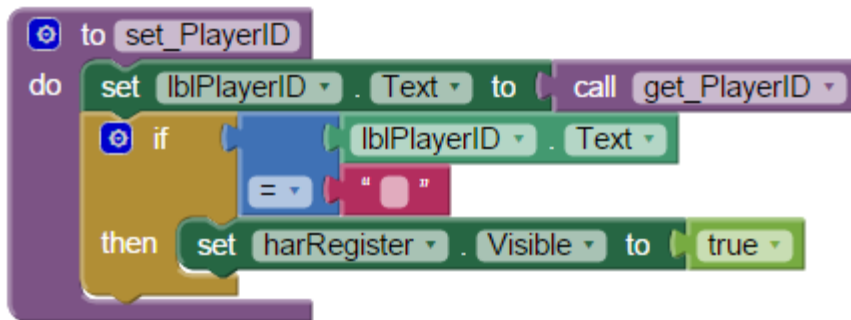 to set_PlayerID
do set lblPlayerID . Text to call get_PlayerID
if lblPlayerID . Text
= “ ”
then set harRegister . Visible to true